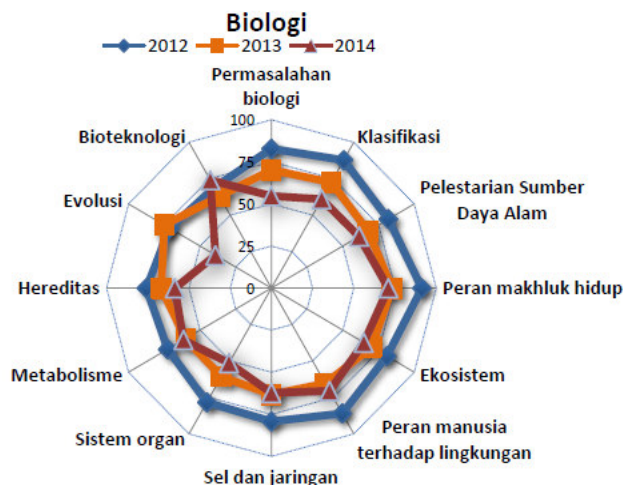 Biologi
2012 2013 2014
Permasalahan
biologi
Klasifikasi
Pelestarian Sumber
Daya Alam
Peran makhluk hidup
Ekosistem
Peran manusia
terhadap lingkungan
Sel dan jaringan
Sistem organ
Metabolisme
Hereditas
Evolusi
Bioteknologi
100
75
50
25
0